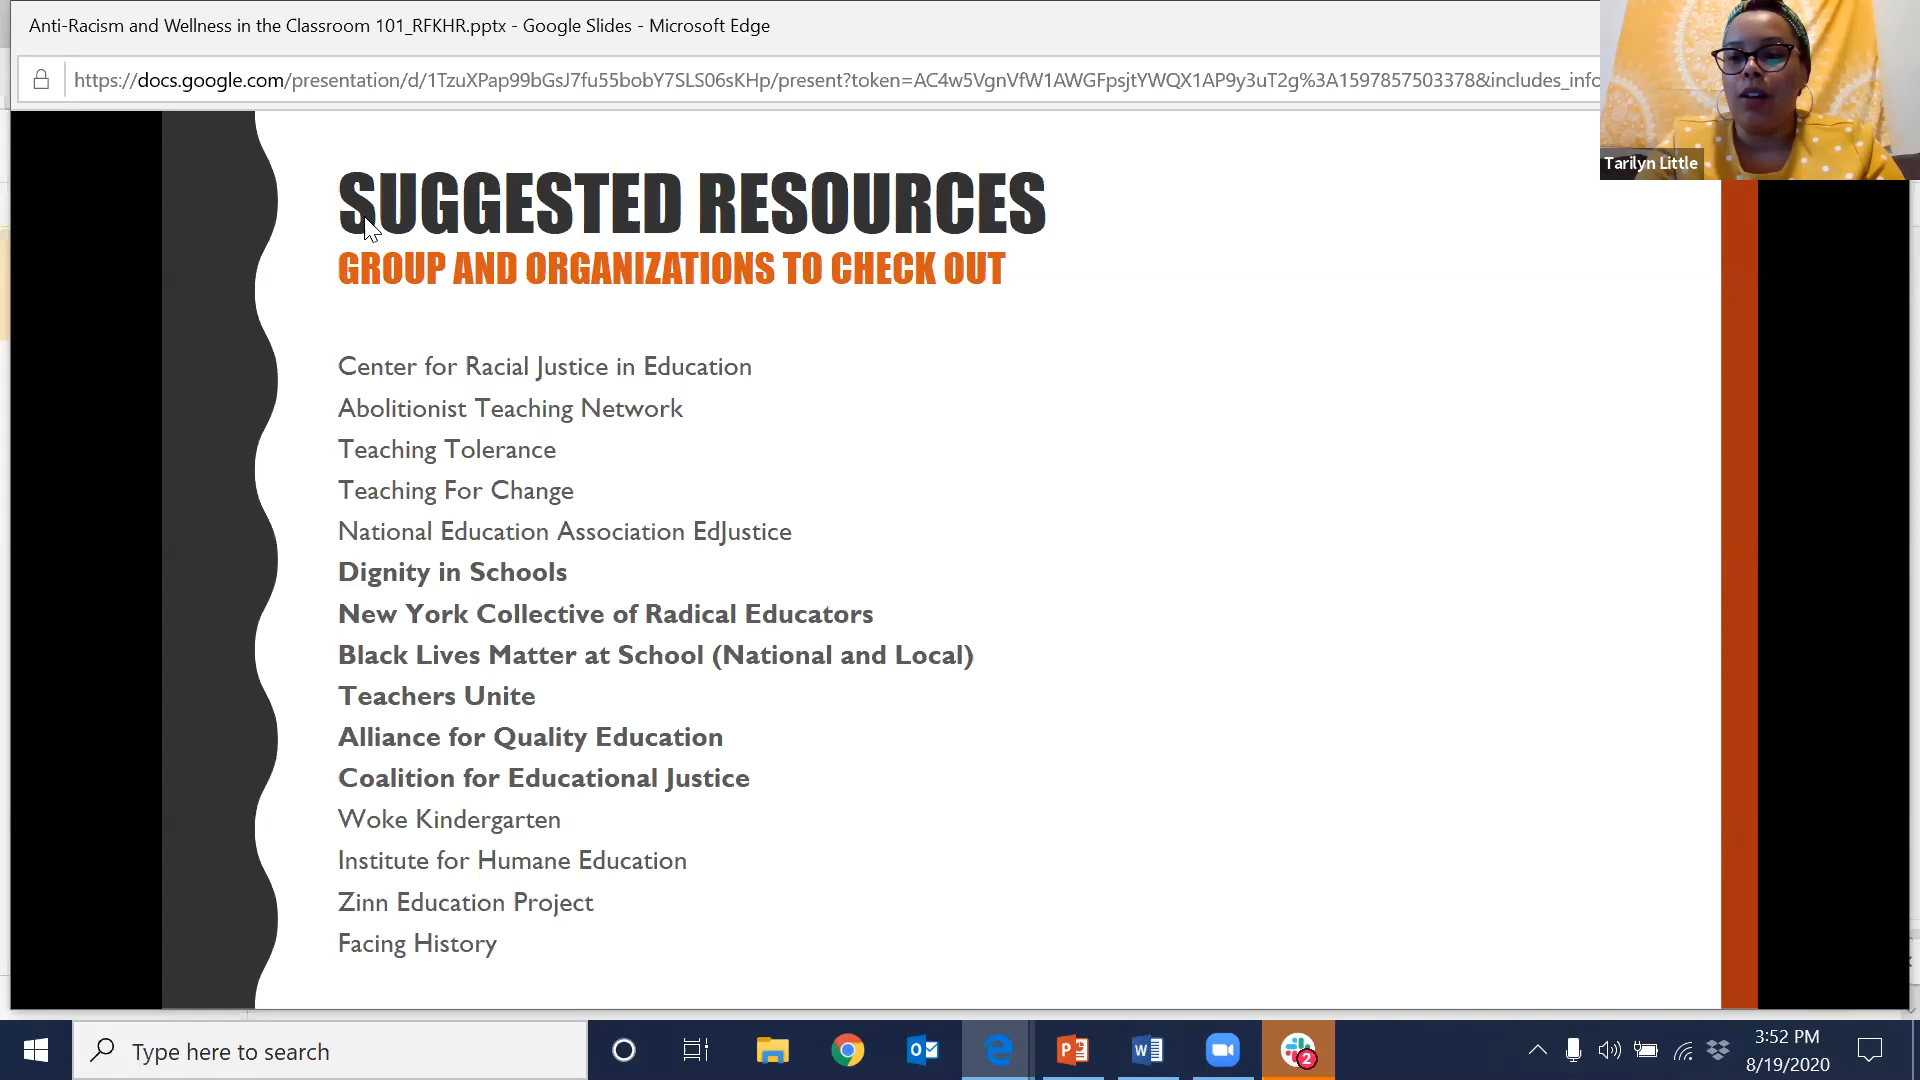 Anti-Racism and Wellness in the Classroom 101_RFKHR.pptx - Google Slides - Microsoft Edge
https://docs.google.com/presentation/d/1TzuXPap99bGsJ7fu55bobY7SLS06sKHp/present?token=AC4w5VgnVfW1AWGFpsjtYWQX1AP9y3uT2g%3A1597857503378&includes_info
Tarilyn Little
SUGGESTED RESOURCES
GROUP AND ORGANIZATIONS TO CHECK OUT
Center for Racial Justice in Education
Abolitionist Teaching Network
Teaching Tolerance
Teaching For Change
National Education Association EdJustice
Dignity in Schools
New York Collective of Radical Educators
Black Lives Matter at School (National and Local)
Teachers Unite
Alliance for Quality Education
Coalition for Educational Justice
Woke Kindergarten
Institute for Humane Education
Zinn Education Project
Facing History
Type here to search
2
3:52 PM
8/19/2020